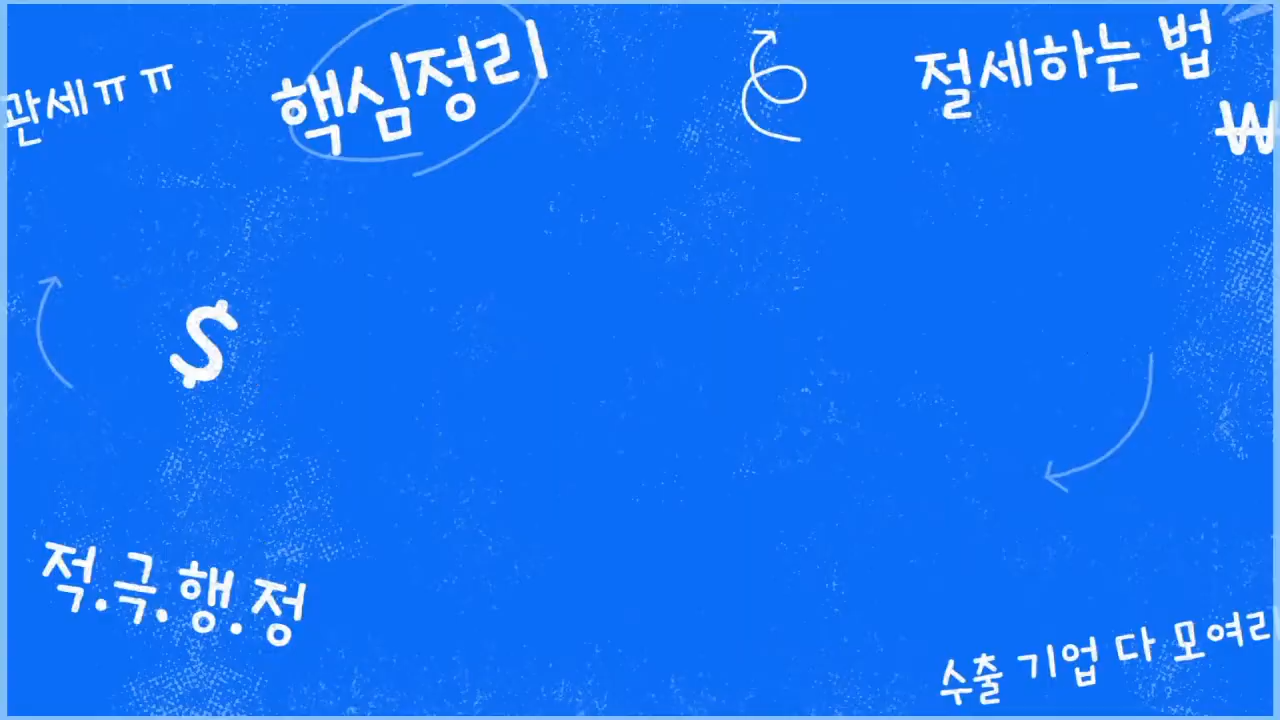 관세ㅠㅠ
핵심정리
절세하는 법
₩
$
적.극.행.정
수출 기업 다 모여라